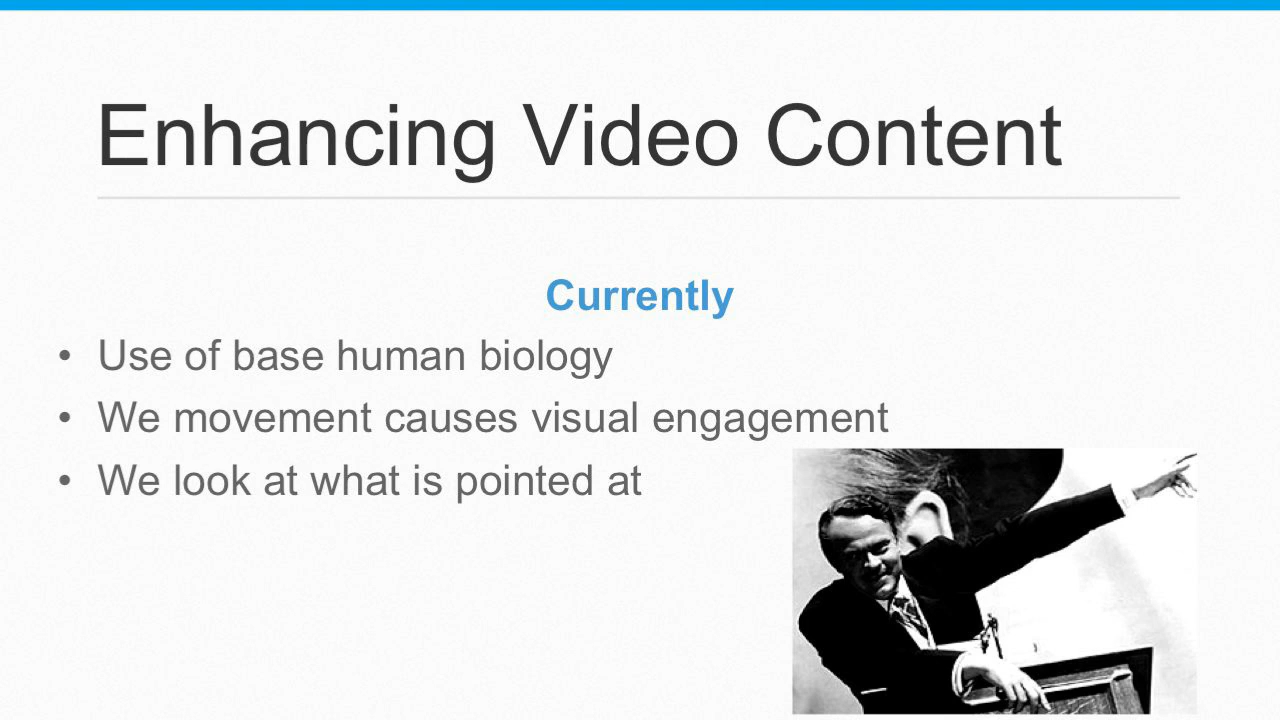 Enhancing Video Content
Currently
• Use of base human biology
• We movement causes visual engagement
• We look at what is pointed at